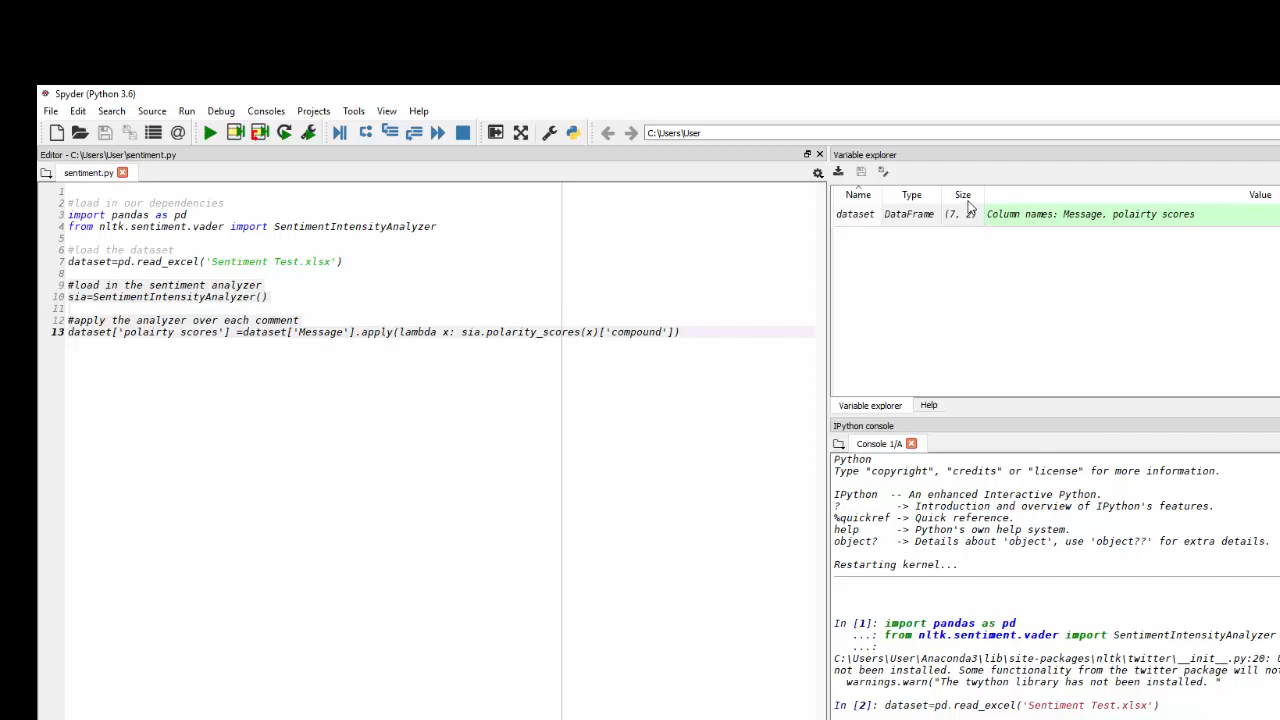 Spyder (Python 3.6)
File Edit Search Source Run Debug Consoles Projects Tools View Help
C:\Users\User
Editor - C:\Users\User\sentiment.py
sentiment.py
1
2 #load in our dependencies
3 import pandas as pd
4 from nltk.sentiment.vader import SentimentIntensityAnalyzer
5
6 #load the dataset
7 dataset=pd.read_excel('Sentiment Test.xlsx')
8
9 #load in the sentiment analyzer
10 sia=SentimentIntensityAnalyzer()
11
12 #apply the analyzer over each comment
13 dataset['polairty scores'] =dataset['Message'].apply(lambda x: sia.polarity_scores(x)['compound'])
Variable explorer
Name Type Size Value
dataset DataFrame (7, 2) Column names: Message, polairty scores
Variable explorer Help
IPython console
Console 1/A
Python
Type "copyright", "credits" or "license" for more information.
IPython -- An enhanced Interactive Python.
? -> Introduction and overview of IPython's features.
%quickref -> Quick reference.
help -> Python's own help system.
object? -> Details about 'object', use 'object??' for extra details.
Restarting kernel...
In [1]: import pandas as pd
...: from nltk.sentiment.vader import SentimentIntensityAnalyzer
...:
C:\Users\User\Anaconda3\lib\site-packages\nltk\twitter\__init__.py:20:
not been installed. Some functionality from the twitter package will not
warnings.warn("The twython library has not been installed. "
In [2]: dataset=pd.read_excel('Sentiment Test.xlsx')